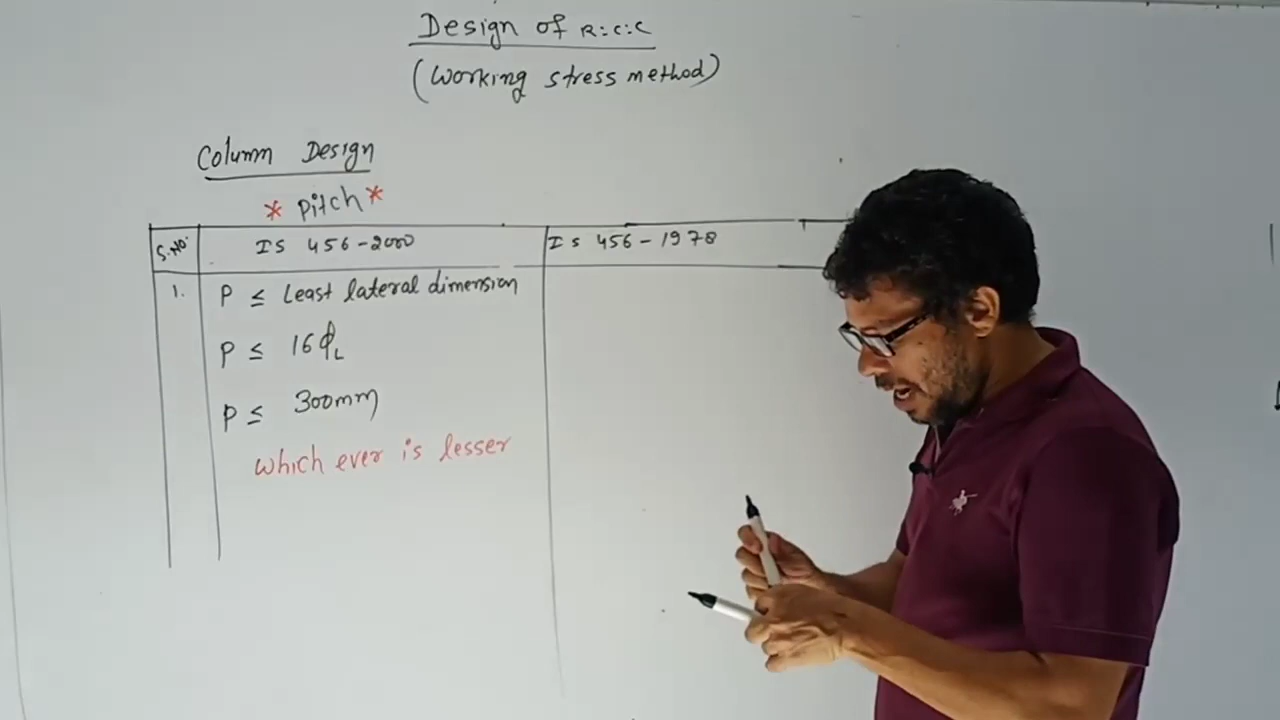 Design of R:C:C
(Working stress method)
Column Design
* Pitch *
S.No. IS 456-2000 IS 456-1978
1. P ≤ Least lateral dimension
P ≤ 16ϕL
P ≤ 300mm
which ever is lesser